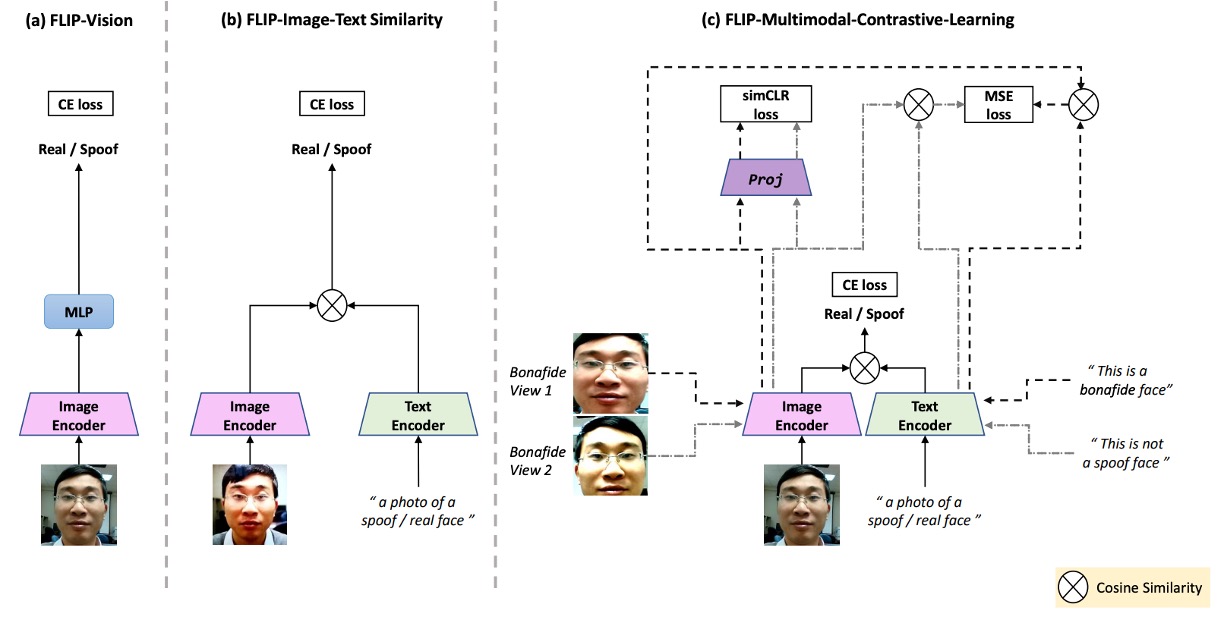 (a) FLIP-Vision
CE loss
Real / Spoof
MLP
Image
Encoder
(b) FLIP-Image-Text Similarity
CE loss
Real / Spoof
Image
Encoder
Text
Encoder
“ a photo of a
spoof / real face ”
(c) FLIP-Multimodal-Contrastive-Learning
simCLR
loss
MSE
loss
Proj
CE loss
Real / Spoof
Bonafide
View 1
Bonafide
View 2
Image
Encoder
Text
Encoder
“ This is a
bonafide face”
“ This is not
a spoof face ”
“ a photo of a
spoof / real face ”
Cosine Similarity